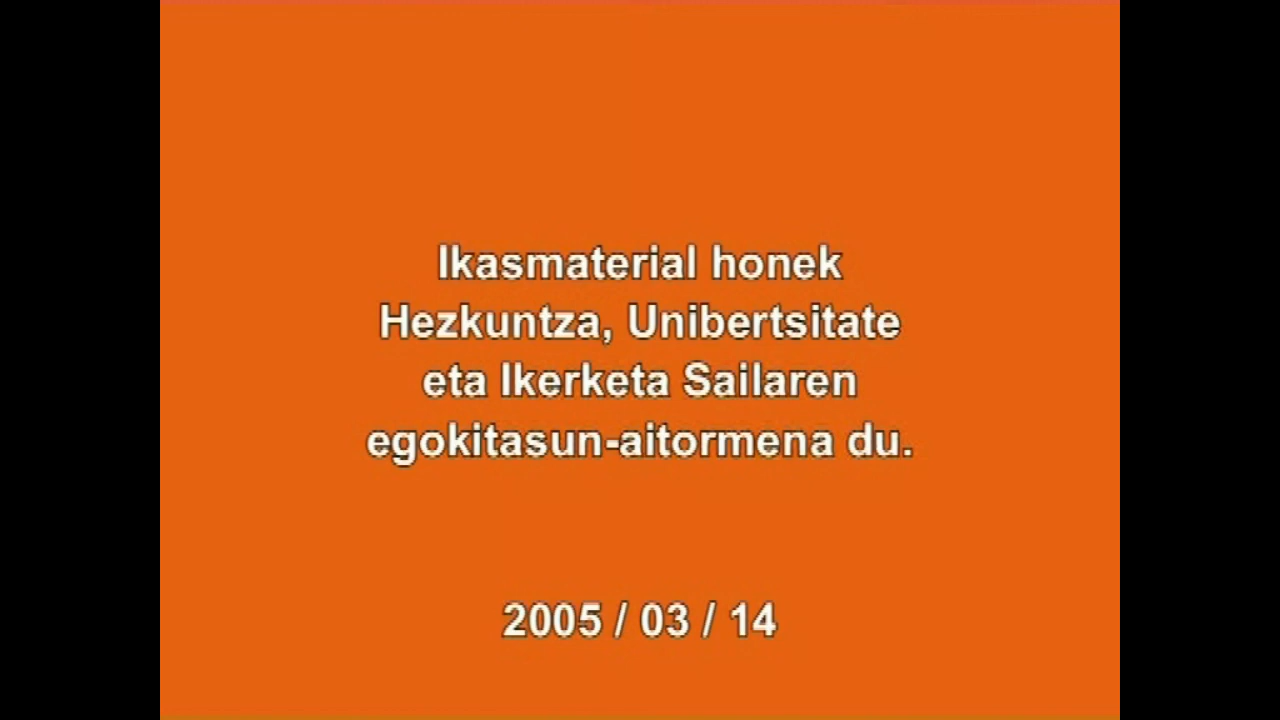 Ikasmaterial honek
Hezkuntza, Unibertsitate
eta Ikerketa Sailaren
egokitasun-aitormena du.
2005 / 03 / 14